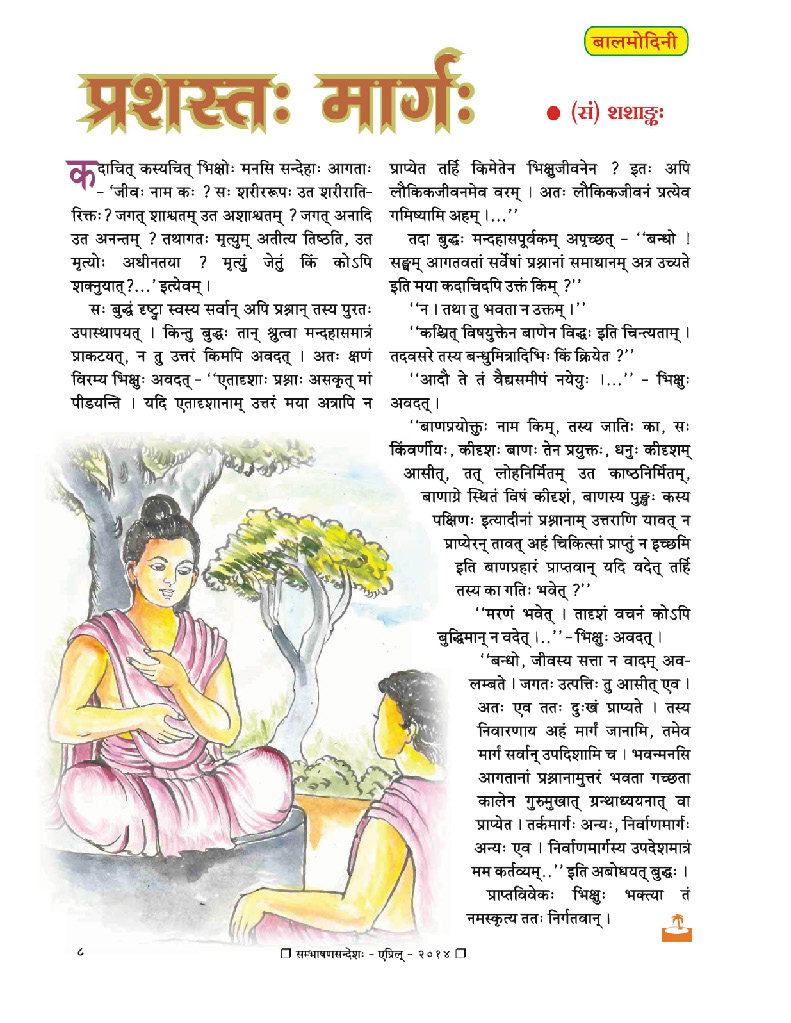 बालमोदिनी
प्रशस्तः मार्गः
● (सं) शशाङ्कः
कदाचित् कस्यचित् भिक्षोः मनसि सन्देहाः आगताः
– ‘जीवः नाम कः ? सः शरीररूपः उत शरीराति-
रिक्तः ? जगत् शाश्वतम् उत अशाश्वतम् ? जगत् अनादि
उत अनन्तम् ? तथागतः मृत्युम् अतीत्य तिष्ठति, उत
मृत्योः अधीनतया ? मृत्युं जेतुं किं कोऽपि
शक्नुयात्?...’ इत्येवम् ।
सः बुद्धं दृष्ट्वा स्वस्य सर्वान् अपि प्रश्नान् तस्य पुरतः
उपास्थापयत् । किन्तु बुद्धः तान् श्रुत्वा मन्दहासमात्रं
प्राकटयत्, न तु उत्तरं किमपि अवदत् । अतः क्षणं
विरम्य भिक्षुः अवदत् – ‘‘एतादृशाः प्रश्नाः असकृत् मां
पीडयन्ति । यदि एतादृशानाम् उत्तरं मया अत्रापि न
प्राप्येत तर्हि किमेतेन भिक्षुजीवनेन ? इतः अपि
लौकिकजीवनमेव वरम् । अतः लौकिकजीवनं प्रत्येव
गमिष्यामि अहम् ।...’’
तदा बुद्धः मन्दहासपूर्वकम् अपृच्छत् – ‘‘बन्धो !
सङ्घम् आगतवतां सर्वेषां प्रश्नानां समाधानम् अत्र उच्यते
इति मया कदाचिदपि उक्तं किम् ?’’
‘‘न । तथा तु भवता न उक्तम् ।’’
‘‘कश्चित् विषयुक्तेन बाणेन विद्धः इति चिन्त्यताम् ।
तदवसरे तस्य बन्धुमित्रादिभिः किं क्रियेत ?’’
‘‘आदौ ते तं वैद्यसमीपं नयेयुः ।...’’ – भिक्षुः
अवदत् ।
‘‘बाणप्रयोक्तुः नाम किम्, तस्य जातिः का, सः
किंवर्णीयः, कीदृशः बाणः तेन प्रयुक्तः, धनुः कीदृशम्
आसीत्, तत् लोहनिर्मितम् उत काष्ठनिर्मितम्,
बाणाग्रे स्थितं विषं कीदृशं, बाणस्य पुङ्खः कस्य
पक्षिणः इत्यादीनां प्रश्नानाम् उत्तराणि यावत् न
प्राप्येरन् तावत् अहं चिकित्सां प्राप्तुं न इच्छमि
इति बाणप्रहारं प्राप्तवान् यदि वदेत् तर्हि
तस्य का गतिः भवेत् ?’’
‘‘मरणं भवेत् । तादृशं वचनं कोऽपि
बुद्धिमान् न वदेत् ।..’’ –भिक्षुः अवदत् ।
‘‘बन्धो, जीवस्य सत्ता न वादम् अव-
लम्बते । जगतः उत्पत्तिः तु आसीत् एव ।
अतः एव ततः दुःखं प्राप्यते । तस्य
निवारणाय अहं मार्गं जानामि, तमेव
मार्गं सर्वान् उपदिशामि च । भवन्मनसि
आगतानां प्रश्नानामुत्तरं भवता गच्छता
कालेन गुरुमुखात् ग्रन्थाध्ययनात् वा
प्राप्येत । तर्कमार्गः अन्यः, निर्वाणमार्गः
अन्यः एव । निर्वाणमार्गस्य उपदेशमात्रं
मम कर्तव्यम्..’’ इति अबोधयत् बुद्धः ।
प्राप्तविवेकः भिक्षुः भक्त्या तं
नमस्कृत्य ततः निर्गतवान् ।
८
❐ सम्भाषणसन्देशः - एप्रिल् - २०१४ ❐